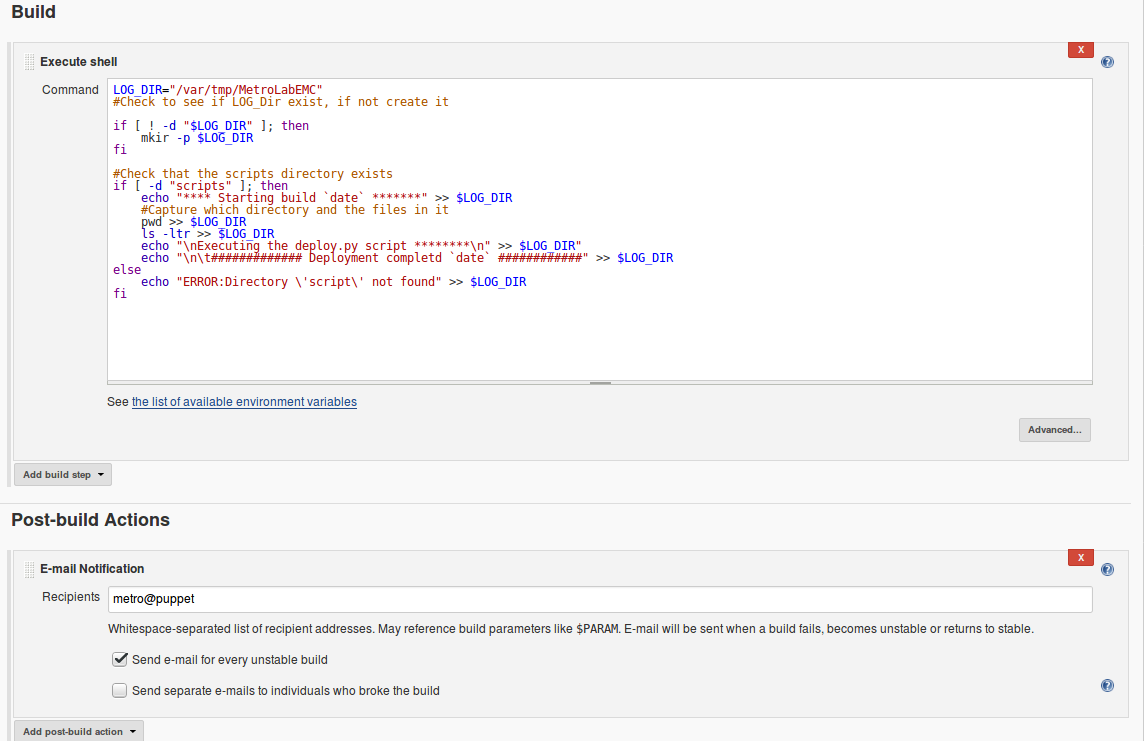 Build
X
Execute shell
Command
LOG_DIR="/var/tmp/MetroLabEMC"
#Check to see if LOG_Dir exist, if not create it
if [ ! -d "$LOG_DIR" ]; then
mkir -p $LOG_DIR
fi
#Check that the scripts directory exists
if [ -d "scripts" ]; then
echo "**** Starting build `date` *******" >> $LOG_DIR
#Capture which directory and the files in it
pwd >> $LOG_DIR
ls -ltr >> $LOG_DIR
echo "\nExecuting the deploy.py script ********\n" >> $LOG_DIR"
echo "\n\t############# Deployment completd `date` ############" >> $LOG_DIR
else
echo "ERROR:Directory \'script\' not found" >> $LOG_DIR
fi
See the list of available environment variables
Advanced...
Add build step
Post-build Actions
X
E-mail Notification
Recipients
metro@puppet
Whitespace-separated list of recipient addresses. May reference build parameters like $PARAM. E-mail will be sent when a build fails, becomes unstable or returns to stable.
Send e-mail for every unstable build
Send separate e-mails to individuals who broke the build
Add post-build action